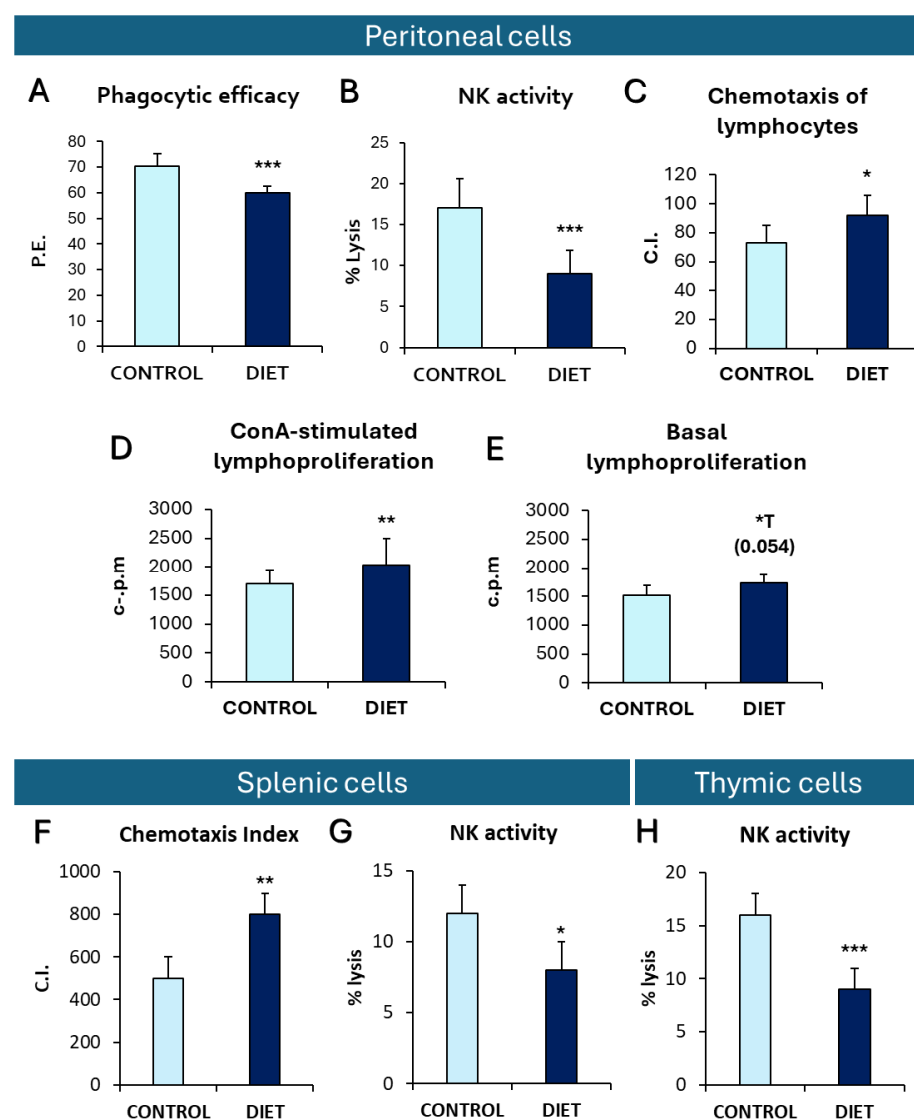 Peritoneal cells
A
Phagocytic efficacy
P.E.
80
70
60
50
40
30
20
10
0
***
CONTROL
DIET
B
NK activity
% Lysis
25
20
15
10
5
0
***
CONTROL
DIET
C
Chemotaxis of
lymphocytes
C.I.
120
100
80
60
40
20
0
*
CONTROL
DIET
D
ConA-stimulated
lymphoproliferation
c-.p.m
3000
2500
2000
1500
1000
500
0
**
CONTROL
DIET
E
Basal
lymphoproliferation
c.p.m
3000
2500
2000
1500
1000
500
0
*T
(0.054)
CONTROL
DIET
Splenic cells
F
Chemotaxis Index
C.I.
1000
800
600
400
200
0
**
CONTROL
DIET
G
NK activity
% lysis
15
10
5
0
*
CONTROL
DIET
Thymic cells
H
NK activity
% lysis
20
15
10
5
0
***
CONTROL
DIET